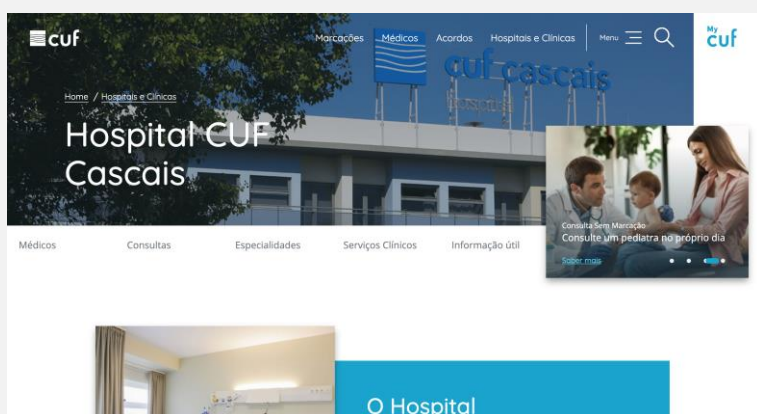 cuf
Marcações Médicos Acordos Hospitais e Clínicas Menu
My
cuf
cuf cascais
hospital
Home / Hospitais e Clínicas
Hospital CUF
Cascais
Consulta Sem Marcação
Consulte um pediatra no próprio dia
Saber mais
Médicos Consultas Especialidades Serviços Clínicos Informação útil
O Hospital